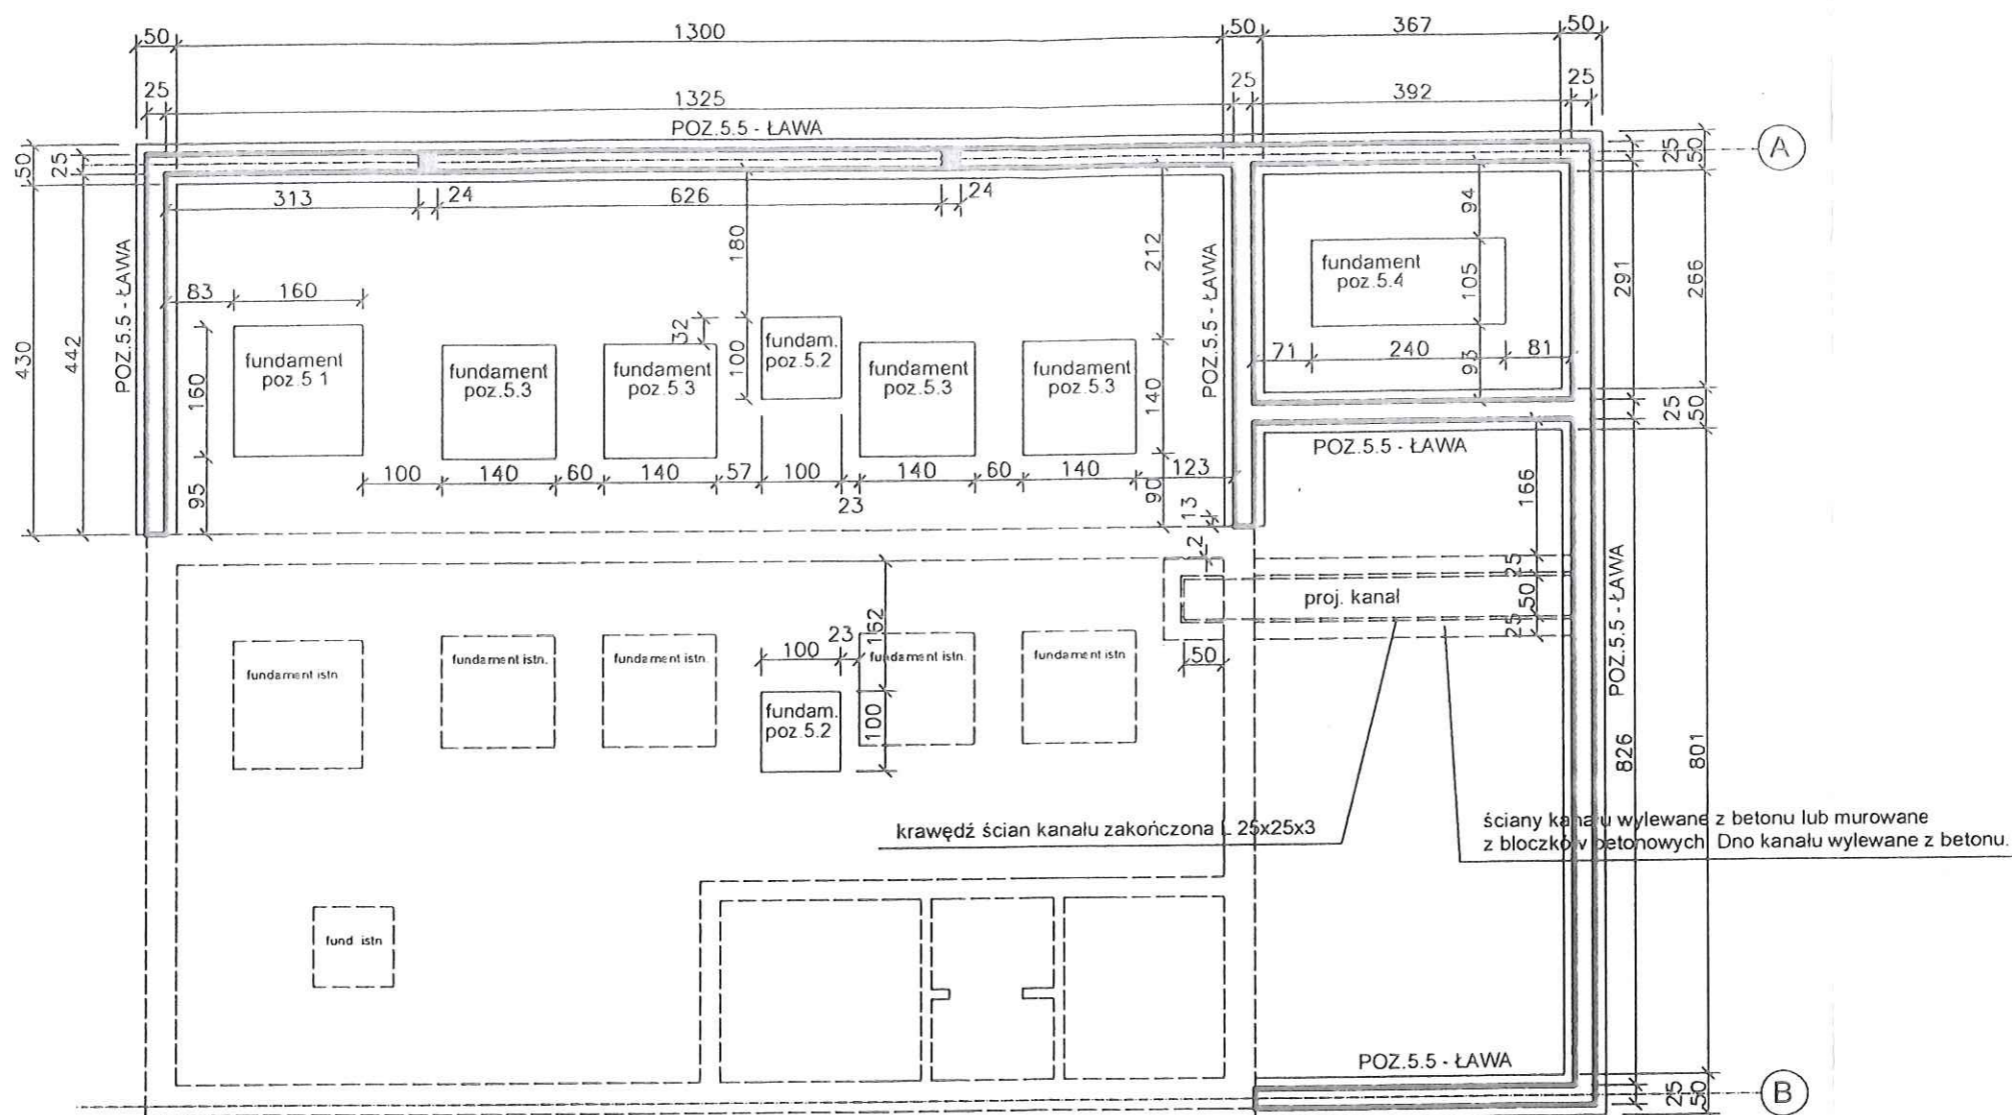 50
1300
50
367
50
25
1325
25
392
25
POZ.5.5 - ŁAWA
A
50
25
25
50
313
24
626
24
180
212
94
83
160
fundament
poz.5.4
105
291
266
71
240
81
93
430
442
POZ.5.5 - ŁAWA
POZ.5.5 - ŁAWA
160
fundament
poz.5 1
fundament
poz.5.3
32
fundament
poz.5.3
100
fundam.
poz.5.2
fundament
poz.5.3
fundament
poz.5.3
140
25
50
POZ.5.5 - ŁAWA
95
100
140
60
140
57
100
23
140
60
140
123
90
13
166
2
25
proj. kanał
50
25
50
POZ.5.5 - ŁAWA
162
23
100
fundament istn
fundament istn.
fundament istn.
fundament istn.
fundament istn
fundam.
poz.5.2
100
826
801
krawędź ścian kanału zakończona L 25x25x3
ściany kanału wylewane z betonu lub murowane
z bloczków betonowych. Dno kanału wylewane z betonu.
fund istn
POZ.5.5 - ŁAWA
25
50
B